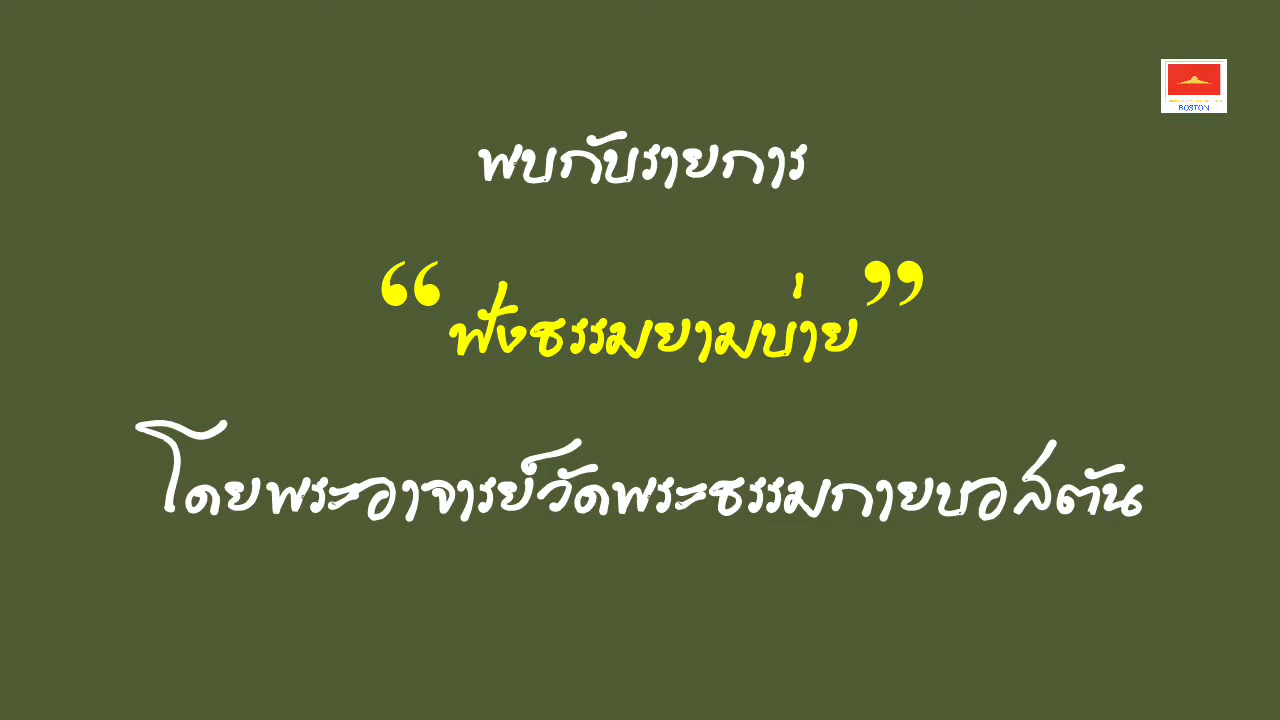 BOSTON
พบกับรายการ
“ฟังธรรมยามบ่าย”
โดยพระอาจารย์วัดพระธรรมกายบอสตัน